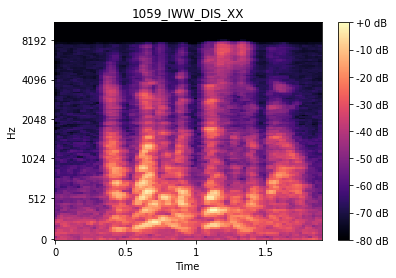 1059_IWW_DIS_XX
+0 dB
8192
-10 dB
4096
-20 dB
-30 dB
2048
Hz
-40 dB
1024
-50 dB
512
-60 dB
-70 dB
0
-80 dB
0
0.5
1
1.5
Time